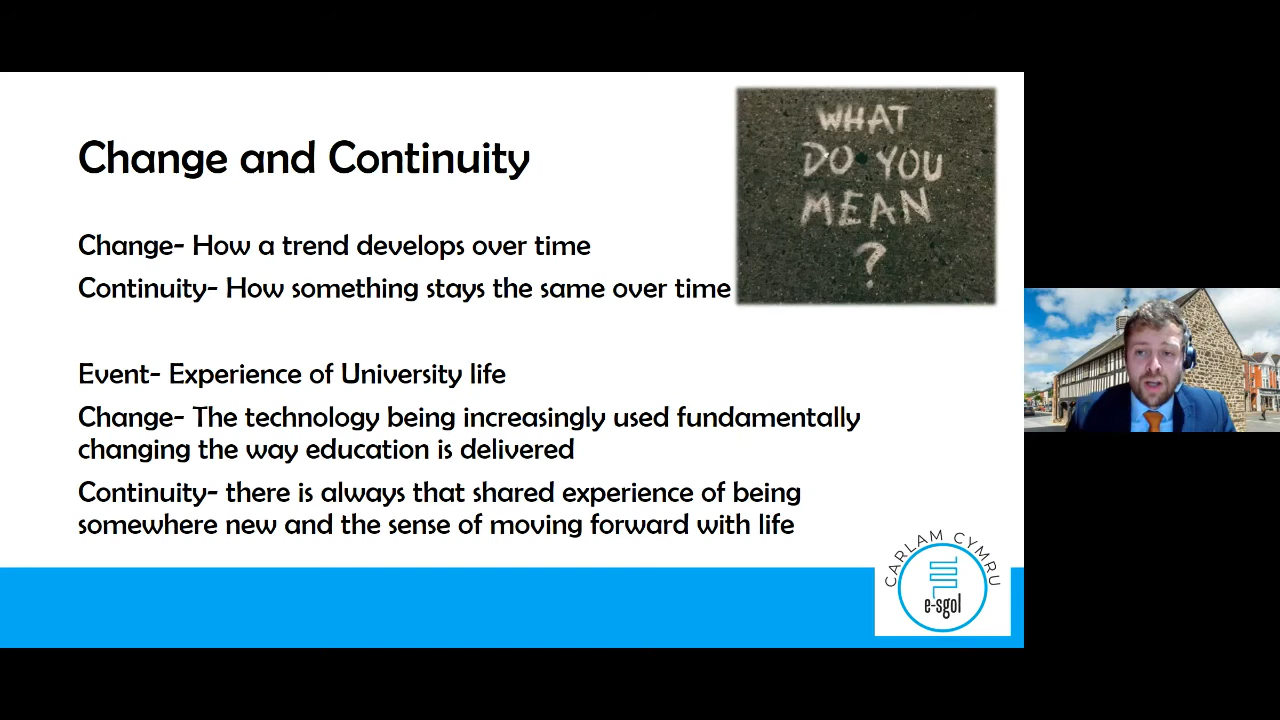 Change and Continuity
WHAT
DO YOU
MEAN
?
Change- How a trend develops over time
Continuity- How something stays the same over time
Event- Experience of University life
Change- The technology being increasingly used fundamentally
changing the way education is delivered
Continuity- there is always that shared experience of being
somewhere new and the sense of moving forward with life
CARLAM CYMRU
e-sgol